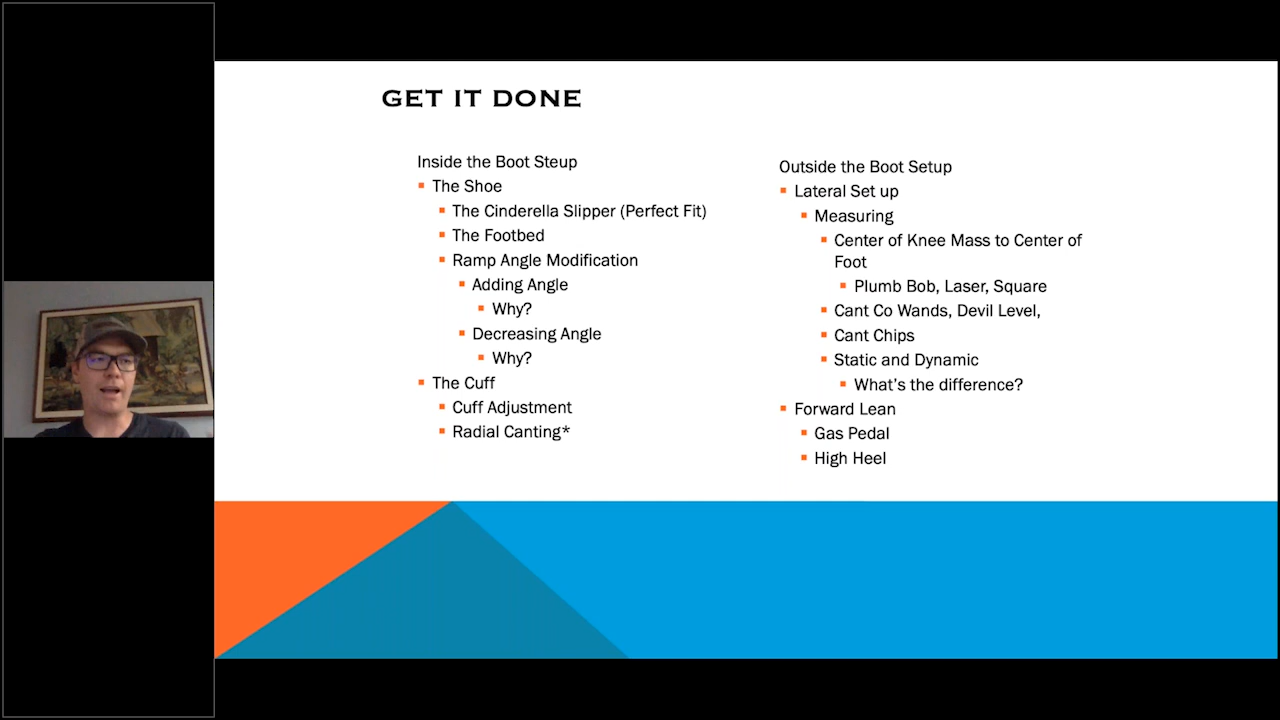 GET IT DONE
Inside the Boot Steup
The Shoe
The Cinderella Slipper (Perfect Fit)
The Footbed
Ramp Angle Modification
Adding Angle
Why?
Decreasing Angle
Why?
The Cuff
Cuff Adjustment
Radial Canting*
Outside the Boot Setup
Lateral Set up
Measuring
Center of Knee Mass to Center of
Foot
Plumb Bob, Laser, Square
Cant Co Wands, Devil Level,
Cant Chips
Static and Dynamic
What's the difference?
Forward Lean
Gas Pedal
High Heel